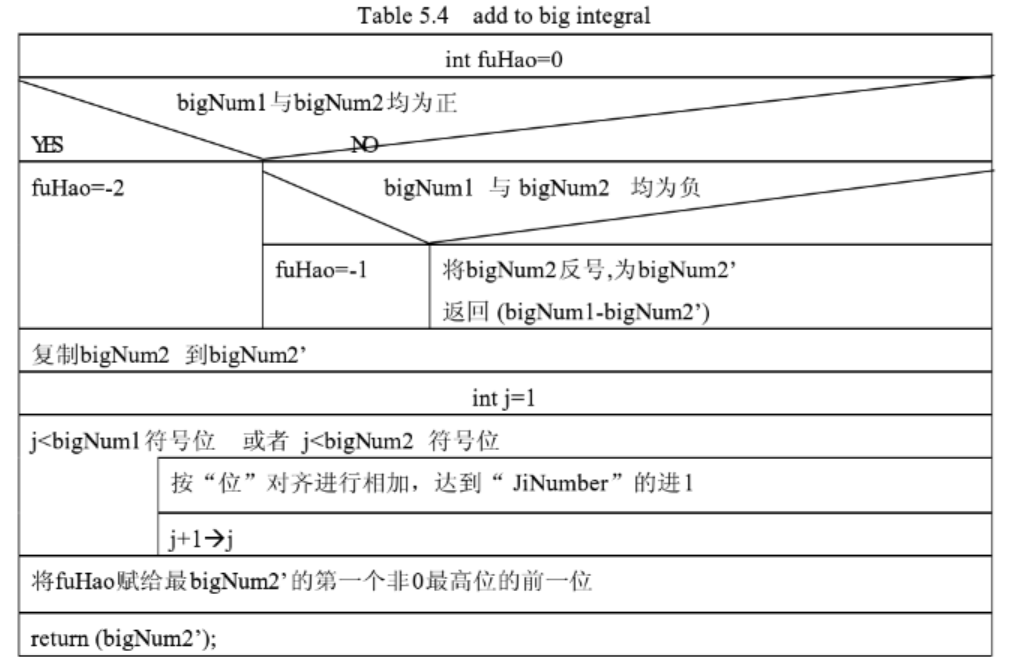 Table 5.4 add to big integral
int fuHao=0
bigNum1与bigNum2均为正
YES NO
fuHao=-2
bigNum1 与 bigNum2 均为负
fuHao=-1
将bigNum2反号,为bigNum2’
返回 (bigNum1-bigNum2’)
复制bigNum2 到bigNum2’
int j=1
j<bigNum1符号位 或者 j<bigNum2 符号位
按“位”对齐进行相加，达到“ JiNumber”的进1
j+1→j
将fuHao赋给最bigNum2’的第一个非0最高位的前一位
return (bigNum2’);